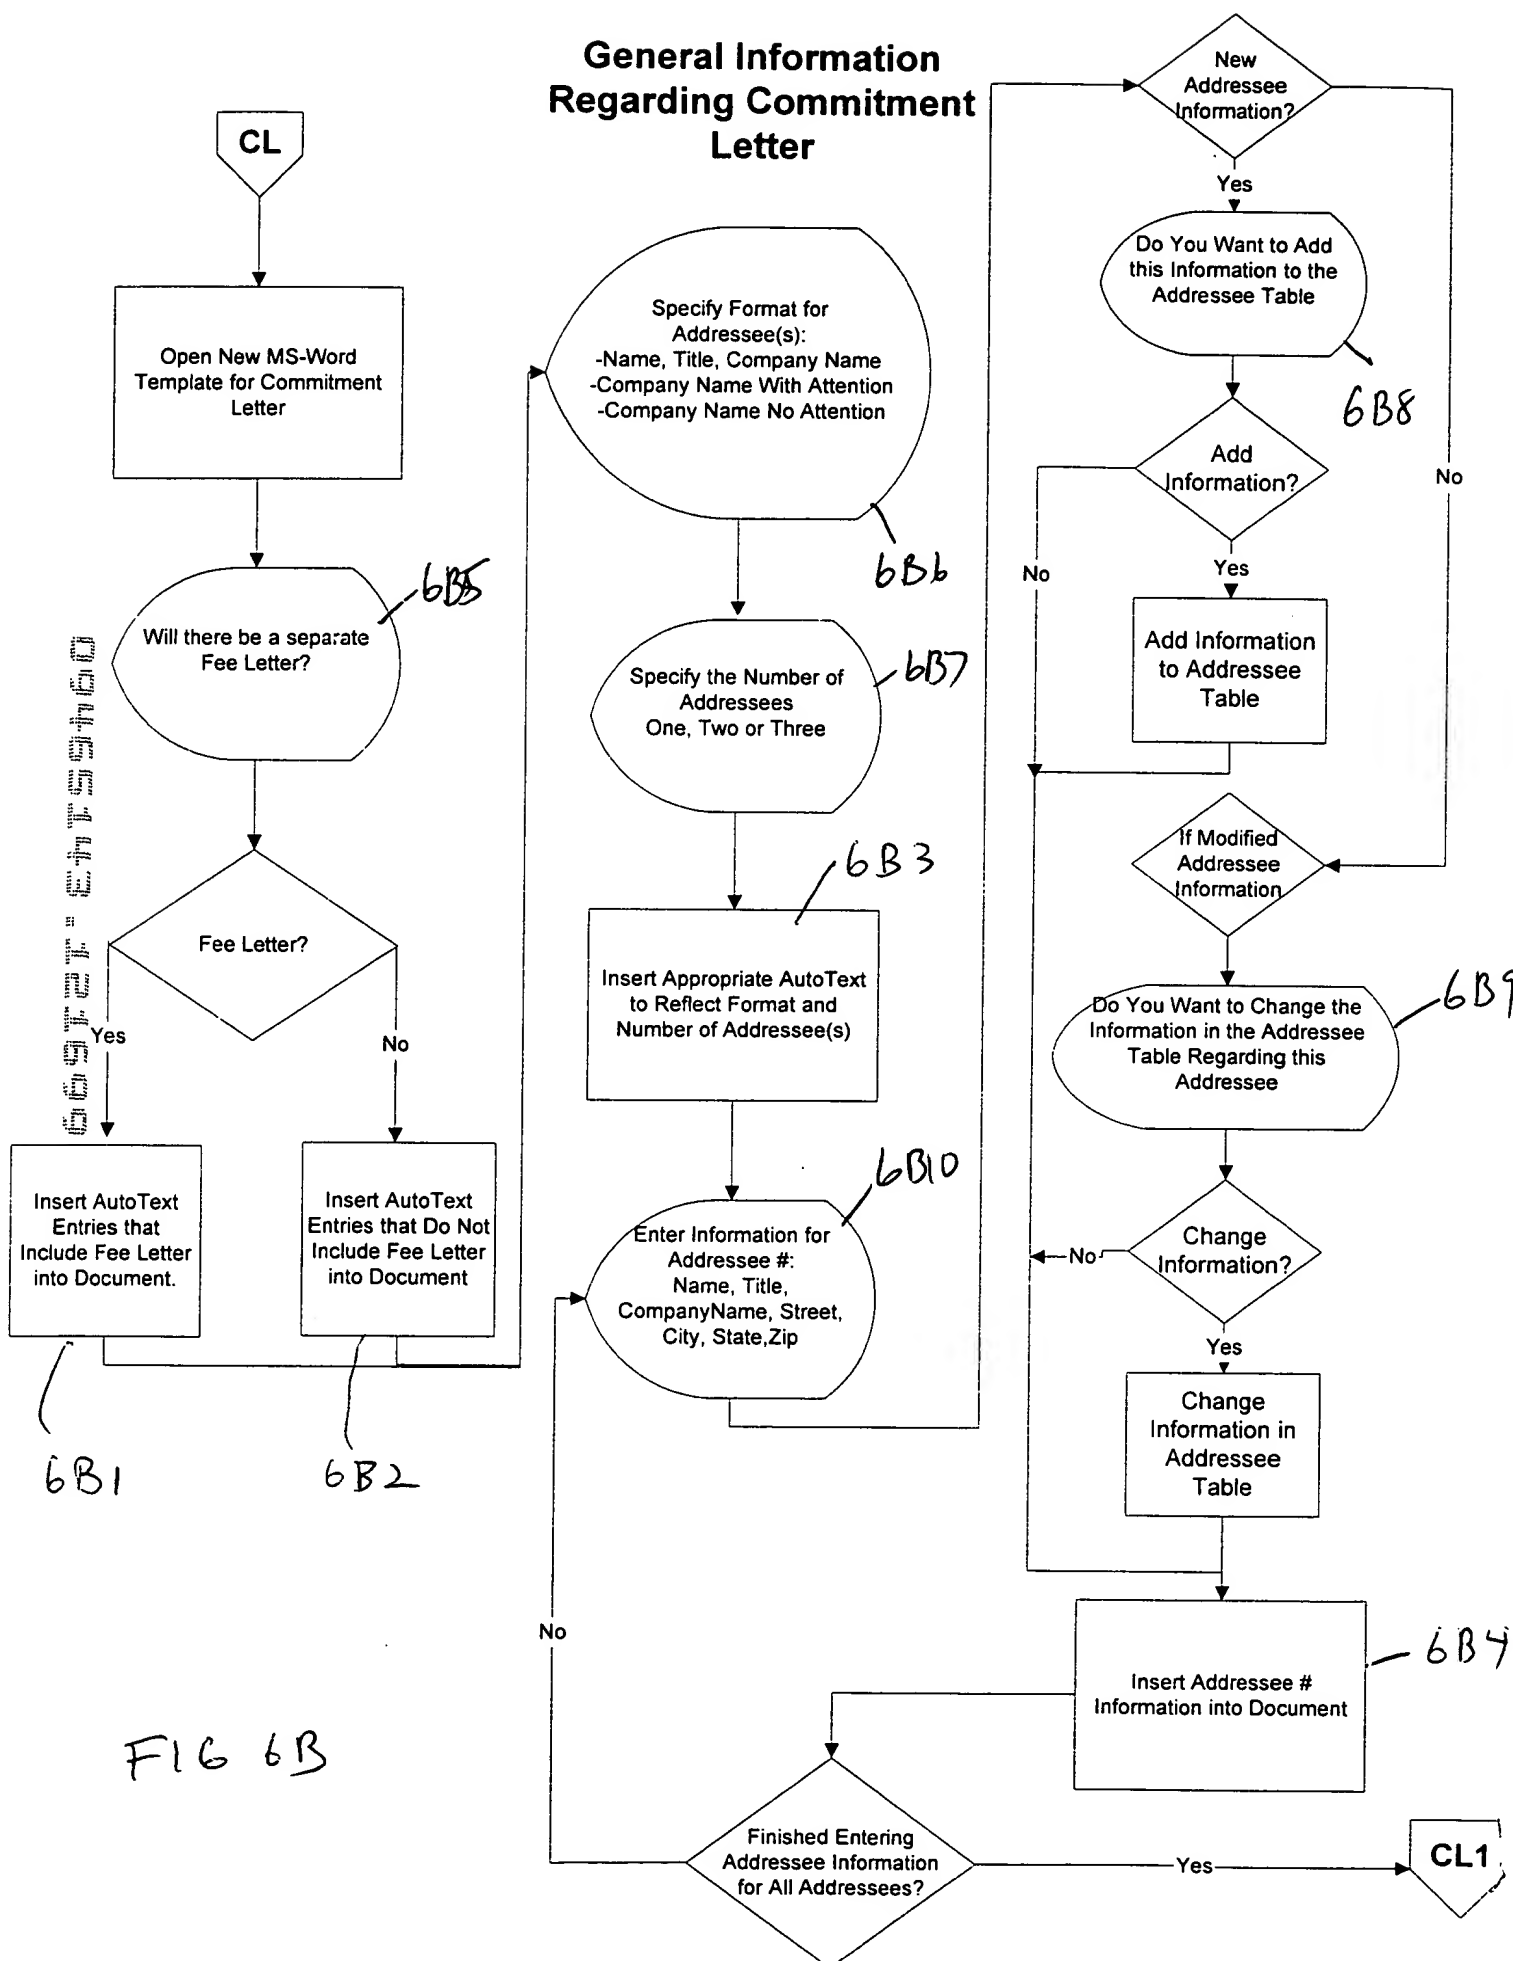 General Information
Regarding Commitment
Letter
CL
Open New MS-Word
Template for Commitment
Letter
Will there be a separate
Fee Letter?
6B5
Fee Letter?
Yes
No
Insert AutoText
Entries that
Include Fee Letter
into Document.
6B1
Insert AutoText
Entries that Do Not
Include Fee Letter
into Document
6B2
Specify Format for
Addressee(s):
-Name, Title, Company Name
-Company Name With Attention
-Company Name No Attention
6B6
Specify the Number of
Addressees
One, Two or Three
6B7
6B3
Insert Appropriate AutoText
to Reflect Format and
Number of Addressee(s)
6B10
Enter Information for
Addressee #:
Name, Title,
CompanyName, Street,
City, State,Zip
New
Addressee
Information?
Yes
No
Do You Want to Add
this Information to the
Addressee Table
6B8
Add
Information?
No
Yes
Add Information
to Addressee
Table
If Modified
Addressee
Information
Do You Want to Change the
Information in the Addressee
Table Regarding this
Addressee
6B9
Change
Information?
No
Yes
Change
Information in
Addressee
Table
Insert Addressee #
Information into Document
6B4
Finished Entering
Addressee Information
for All Addressees?
No
Yes
CL1
FIG 6B